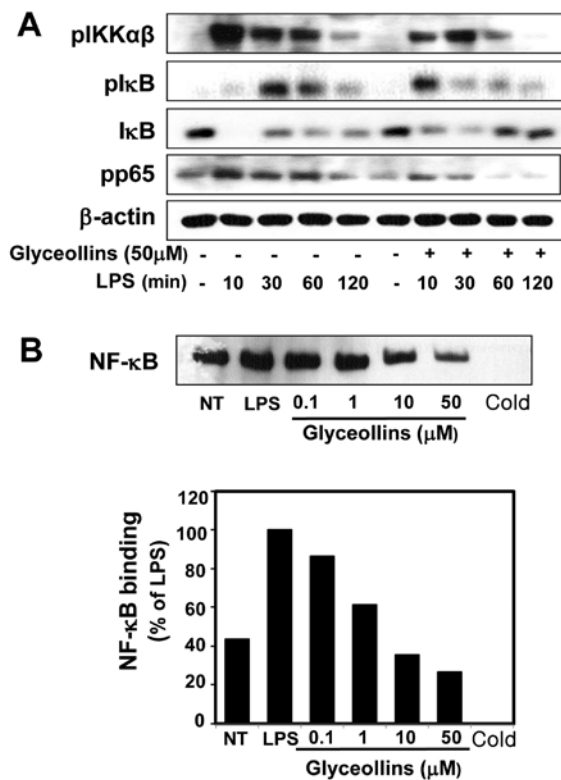 A
pIKKαβ
pIκB
IκB
pp65
β-actin
Glyceollins (50μM) - - - - - - + + + +
LPS (min) - 10 30 60 120 - 10 30 60 120
B
NF-κB
NT LPS 0.1 1 10 50 Cold
Glyceollins (μM)
NF-κB binding
(% of LPS)
120
100
80
60
40
20
0
NT LPS 0.1 1 10 50 Cold
Glyceollins (μM)